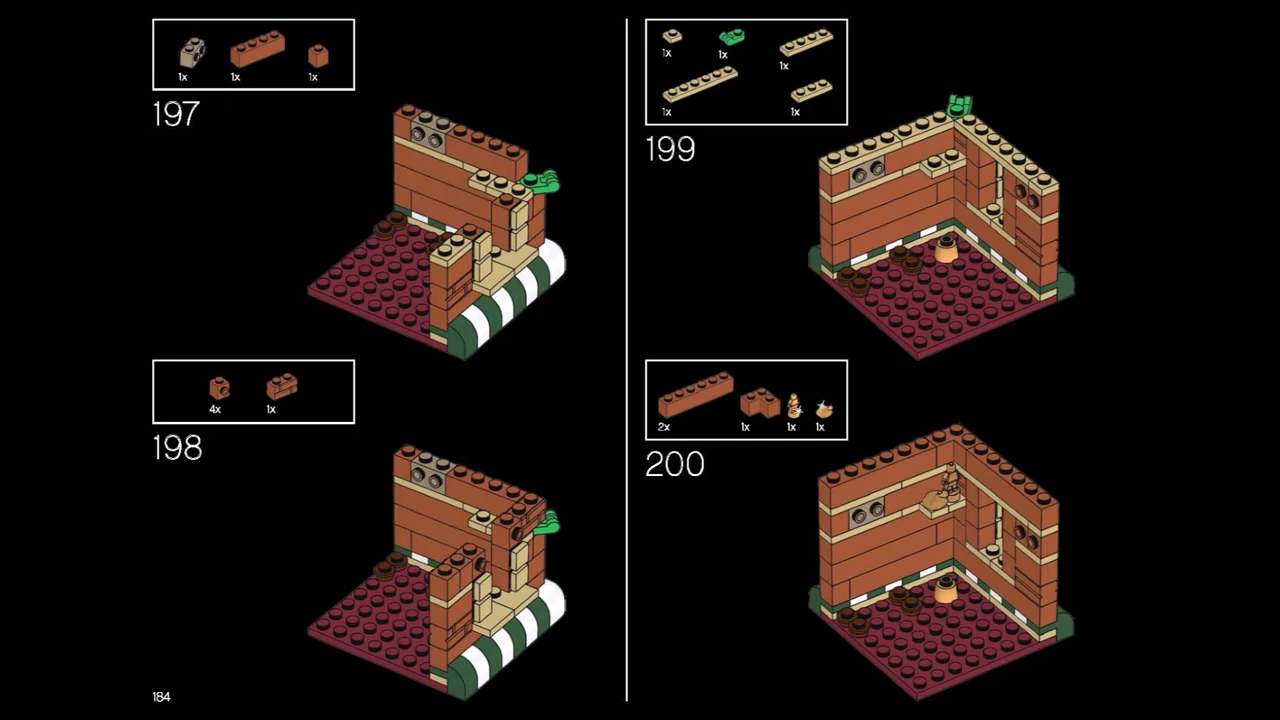 1x 1x 1x
197
4x 1x
198
1x 1x 1x
1x 1x
199
2x 1x 1x 1x
200
184